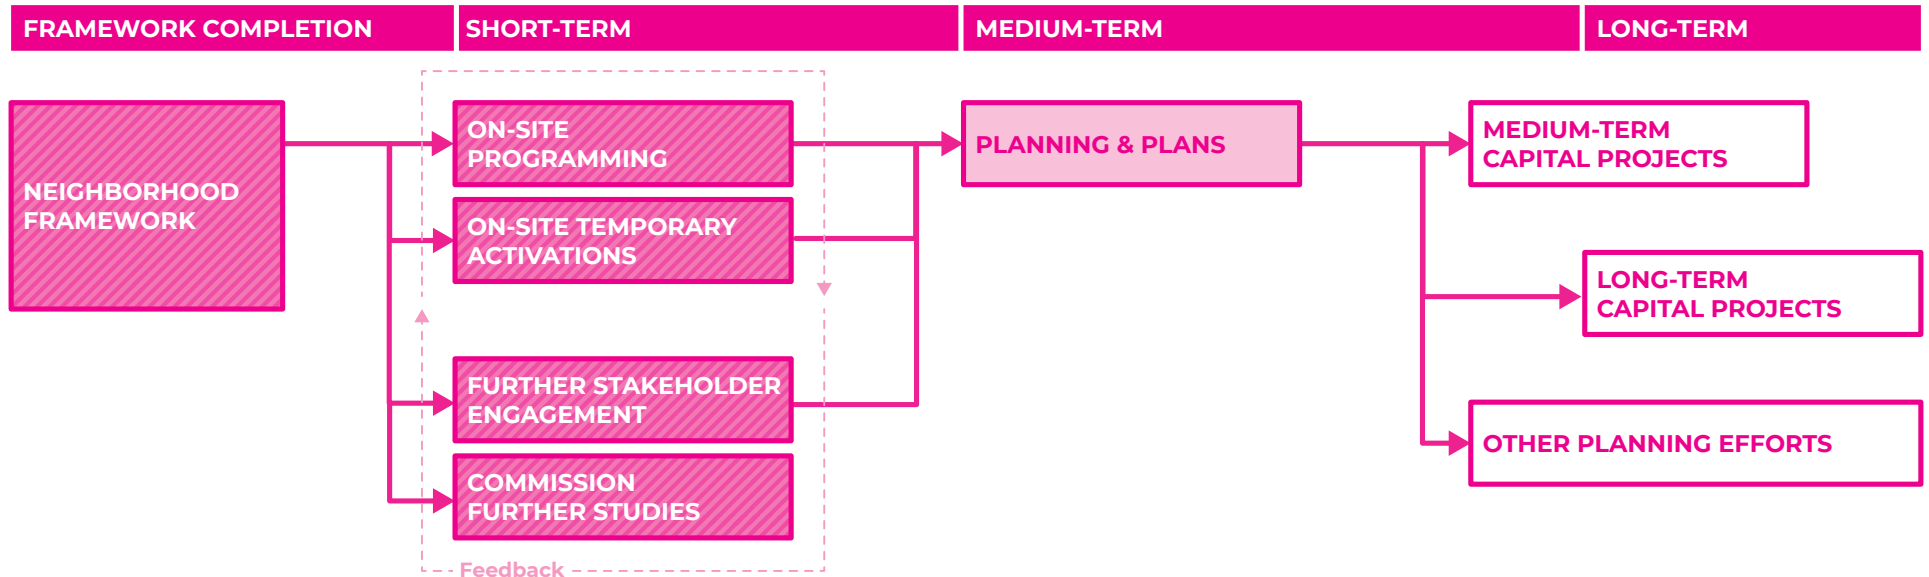 FRAMEWORK COMPLETION
SHORT-TERM
MEDIUM-TERM
LONG-TERM
NEIGHBORHOOD
FRAMEWORK
ON-SITE
PROGRAMMING
ON-SITE TEMPORARY
ACTIVATIONS
FURTHER STAKEHOLDER
ENGAGEMENT
COMMISSION
FURTHER STUDIES
Feedback
PLANNING & PLANS
MEDIUM-TERM
CAPITAL PROJECTS
LONG-TERM
CAPITAL PROJECTS
OTHER PLANNING EFFORTS